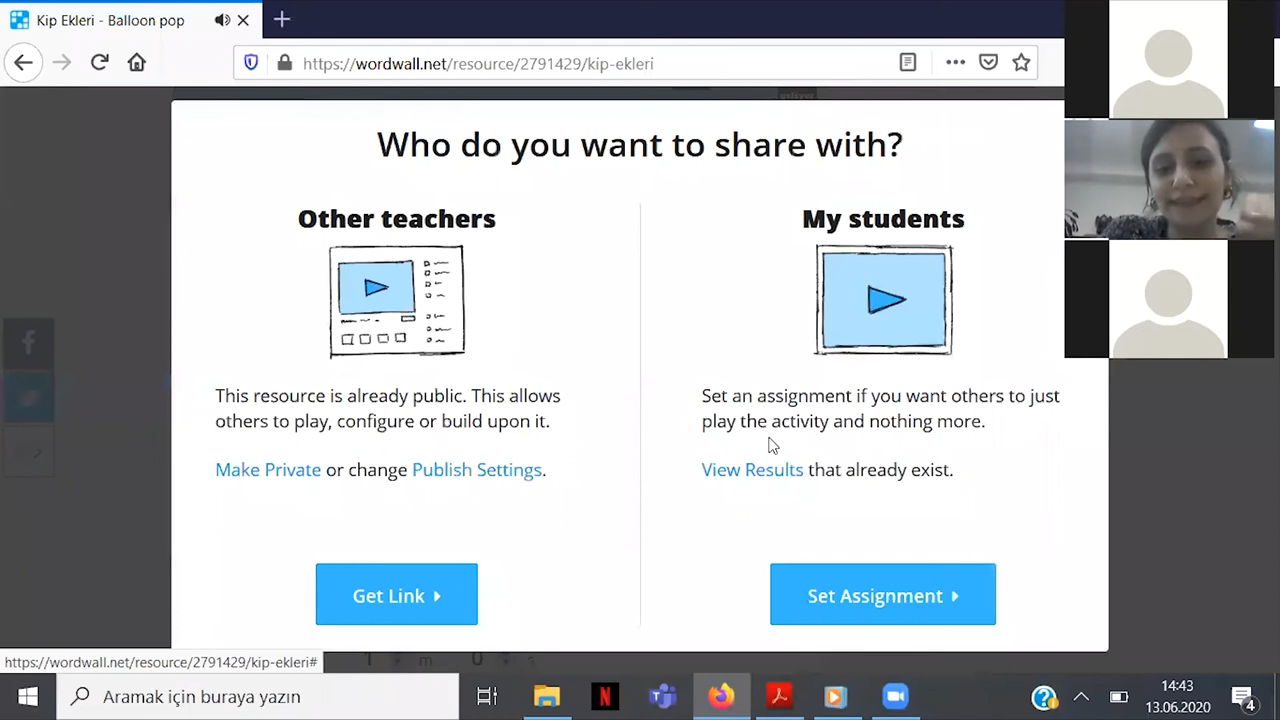 Kip Ekleri - Balloon pop
https://wordwall.net/resource/2791429/kip-ekleri
Who do you want to share with?
Other teachers
This resource is already public. This allows
others to play, configure or build upon it.
Make Private or change Publish Settings.
Get Link
My students
Set an assignment if you want others to just
play the activity and nothing more.
View Results that already exist.
Set Assignment
https://wordwall.net/resource/2791429/kip-ekleri#
1 m 0 s
Aramak için buraya yazın
N
14:43
13.06.2020
4